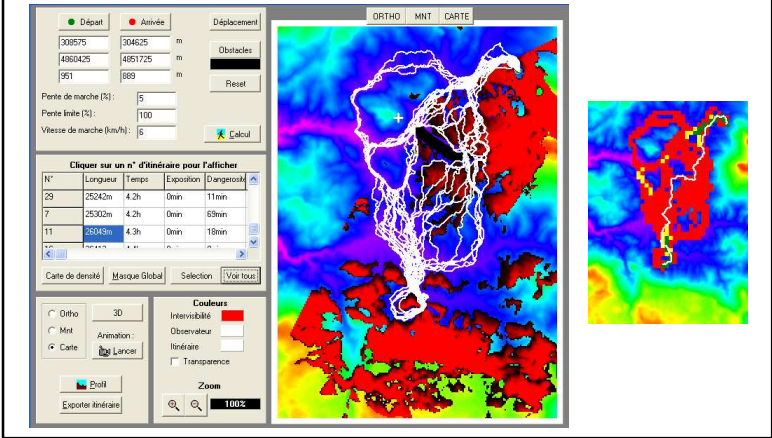 Départ Arrivée Déplacement
308575 304625 m
4860425 4851725 m
951 889 m
Obstacles
Reset
Pente de marche (%) : 5
Pente limite (%) : 100
Vitesse de marche (km/h) : 6
Calcul
Cliquer sur un n° d'itinéraire pour l'afficher
N° Longueur Temps Exposition Dangerosité
29 25242m 4.2h 0min 11min
7 25302m 4.2h 0min 69min
11 26049m 4.3h 0min 18min
Carte de densité Masque Global Selection Voir tous
Ortho
Mnt
Carte
3D
Animation :
Lancer
Profil
Exporter itinéraire
Couleurs
Intervisibilité
Observateur
Itinéraire
Transparence
Zoom
100%
ORTHO MNT CARTE